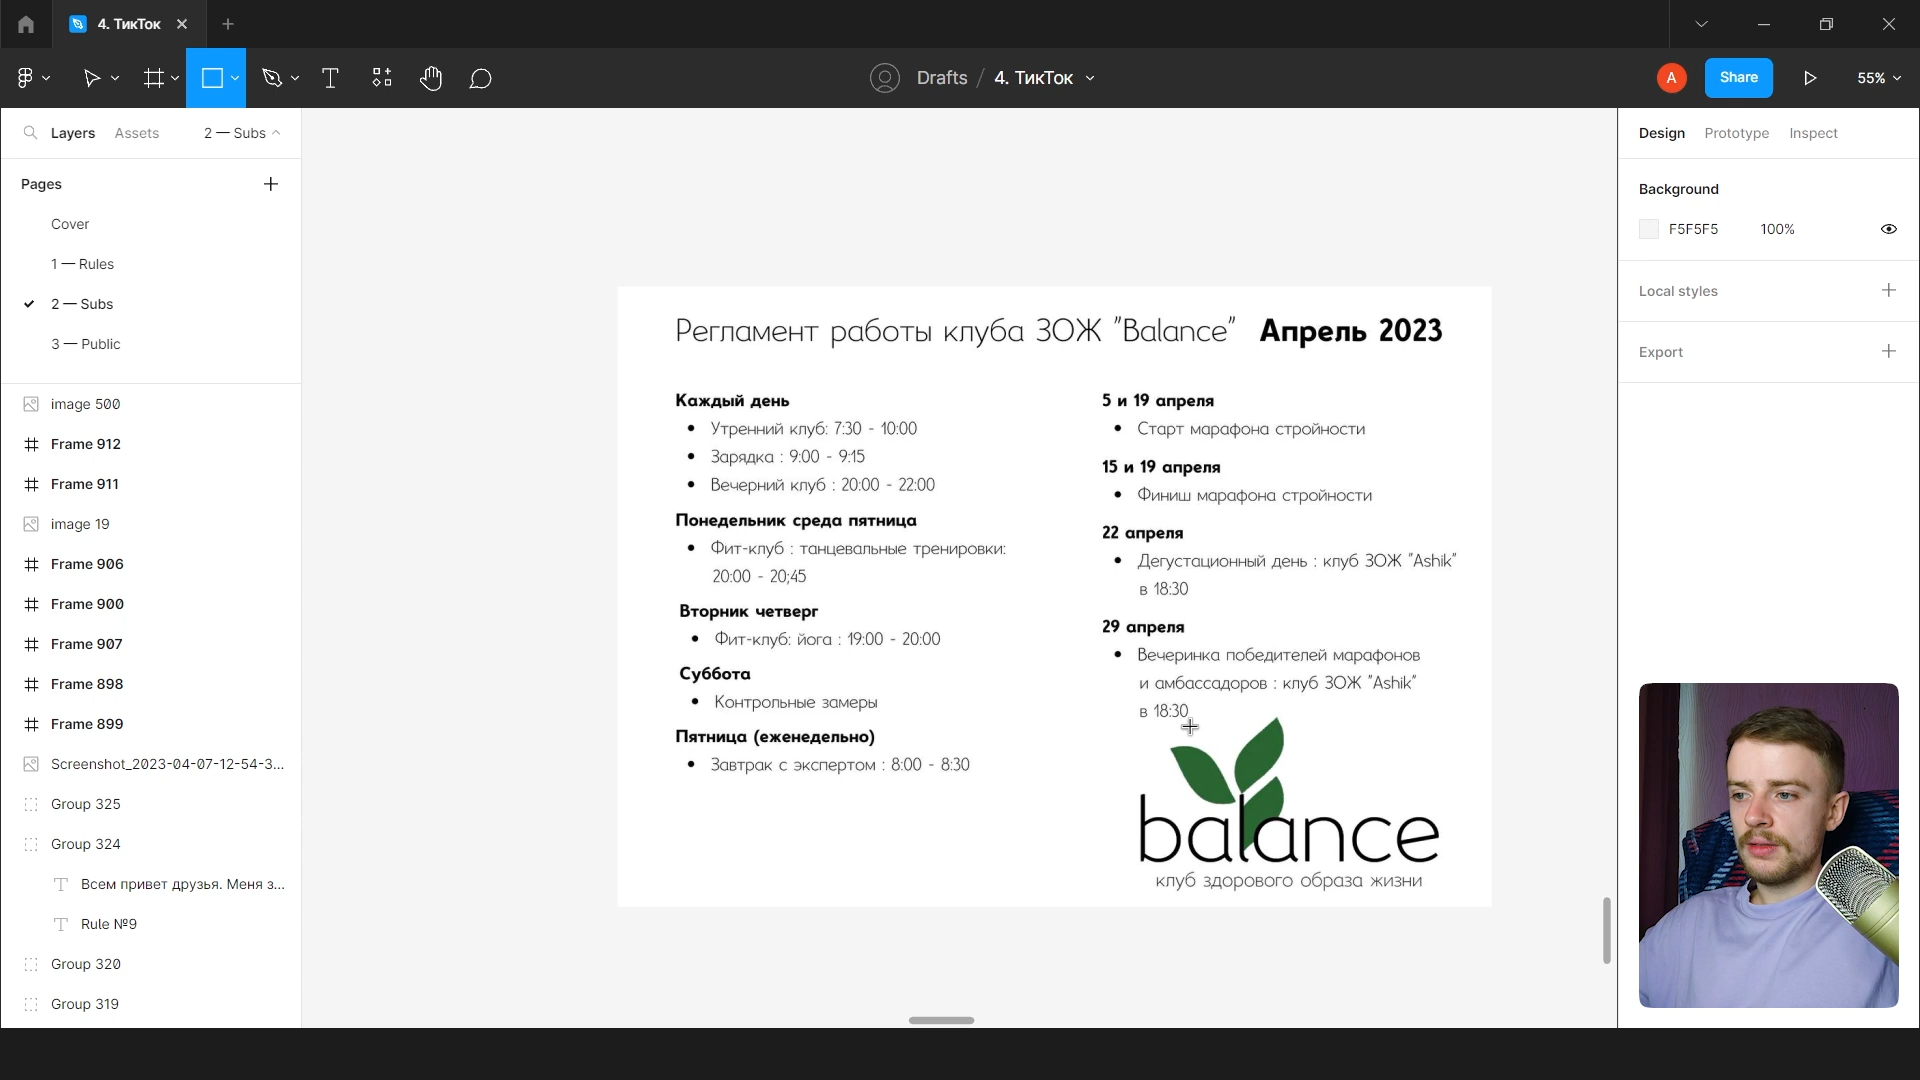 4. ТикТок
Drafts / 4. ТикТок
A
Share
55%
Layers
Assets
2 — Subs
Pages
Cover
1 — Rules
2 — Subs
3 — Public
image 500
Frame 912
Frame 911
image 19
Frame 906
Frame 900
Frame 907
Frame 898
Frame 899
Screenshot_2023-04-07-12-54-3...
Group 325
Group 324
Всем привет друзья. Меня з...
Rule №9
Group 320
Group 319
Регламент работы клуба ЗОЖ "Balance" Апрель 2023
Каждый день
• Утренний клуб: 7:30 - 10:00
• Зарядка : 9:00 - 9:15
• Вечерний клуб : 20:00 - 22:00
Понедельник среда пятница
• Фит-клуб : танцевальные тренировки:
20:00 - 20;45
Вторник четверг
• Фит-клуб: йога : 19:00 - 20:00
Суббота
• Контрольные замеры
Пятница (еженедельно)
• Завтрак с экспертом : 8:00 - 8:30
5 и 19 апреля
• Старт марафона стройности
15 и 19 апреля
• Финиш марафона стройности
22 апреля
• Дегустационный день : клуб ЗОЖ "Ashik"
в 18:30
29 апреля
• Вечеринка победителей марафонов
и амбассадоров : клуб ЗОЖ "Ashik"
в 18:30
balance
клуб здорового образа жизни
Design
Prototype
Inspect
Background
F5F5F5
100%
Local styles
Export